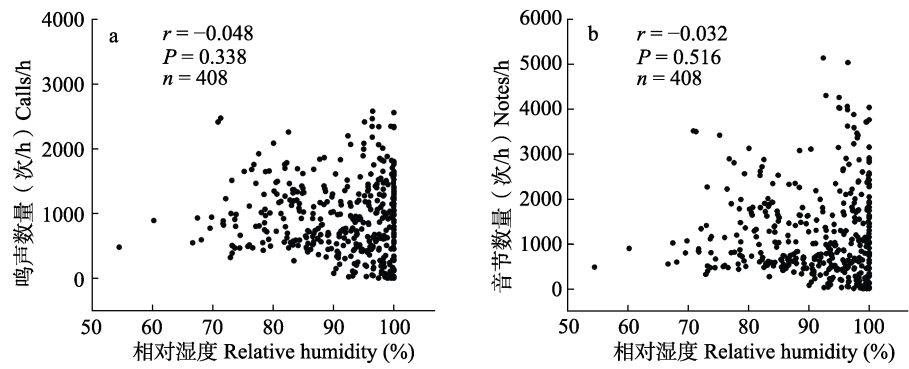 a
r = −0.048
P = 0.338
n = 408
4000
3000
2000
1000
0
鸣声数量（次/h）Calls/h
50 60 70 80 90 100
相对湿度 Relative humidity (%)
b
r = −0.032
P = 0.516
n = 408
6000
5000
4000
3000
2000
1000
0
音节数量（次/h）Notes/h
50 60 70 80 90 100
相对湿度 Relative humidity (%)